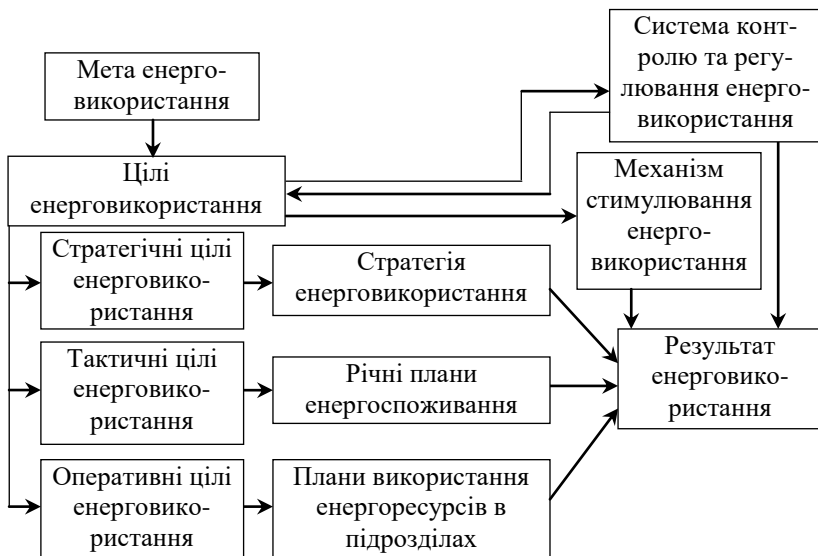 Мета енерго-
використання
Система конт-
ролю та регу-
лювання енерго-
використання
Цілі
енерговикористання
Механізм
стимулювання
енерго-
використання
Стратегічні цілі
енерговико-
ристання
Стратегія
енерговикористання
Тактичні цілі
енерговико-
ристання
Річні плани
енергоспоживання
Результат
енерговико-
ристання
Оперативні цілі
енерговико-
ристання
Плани використання
енергоресурсів в
підрозділах